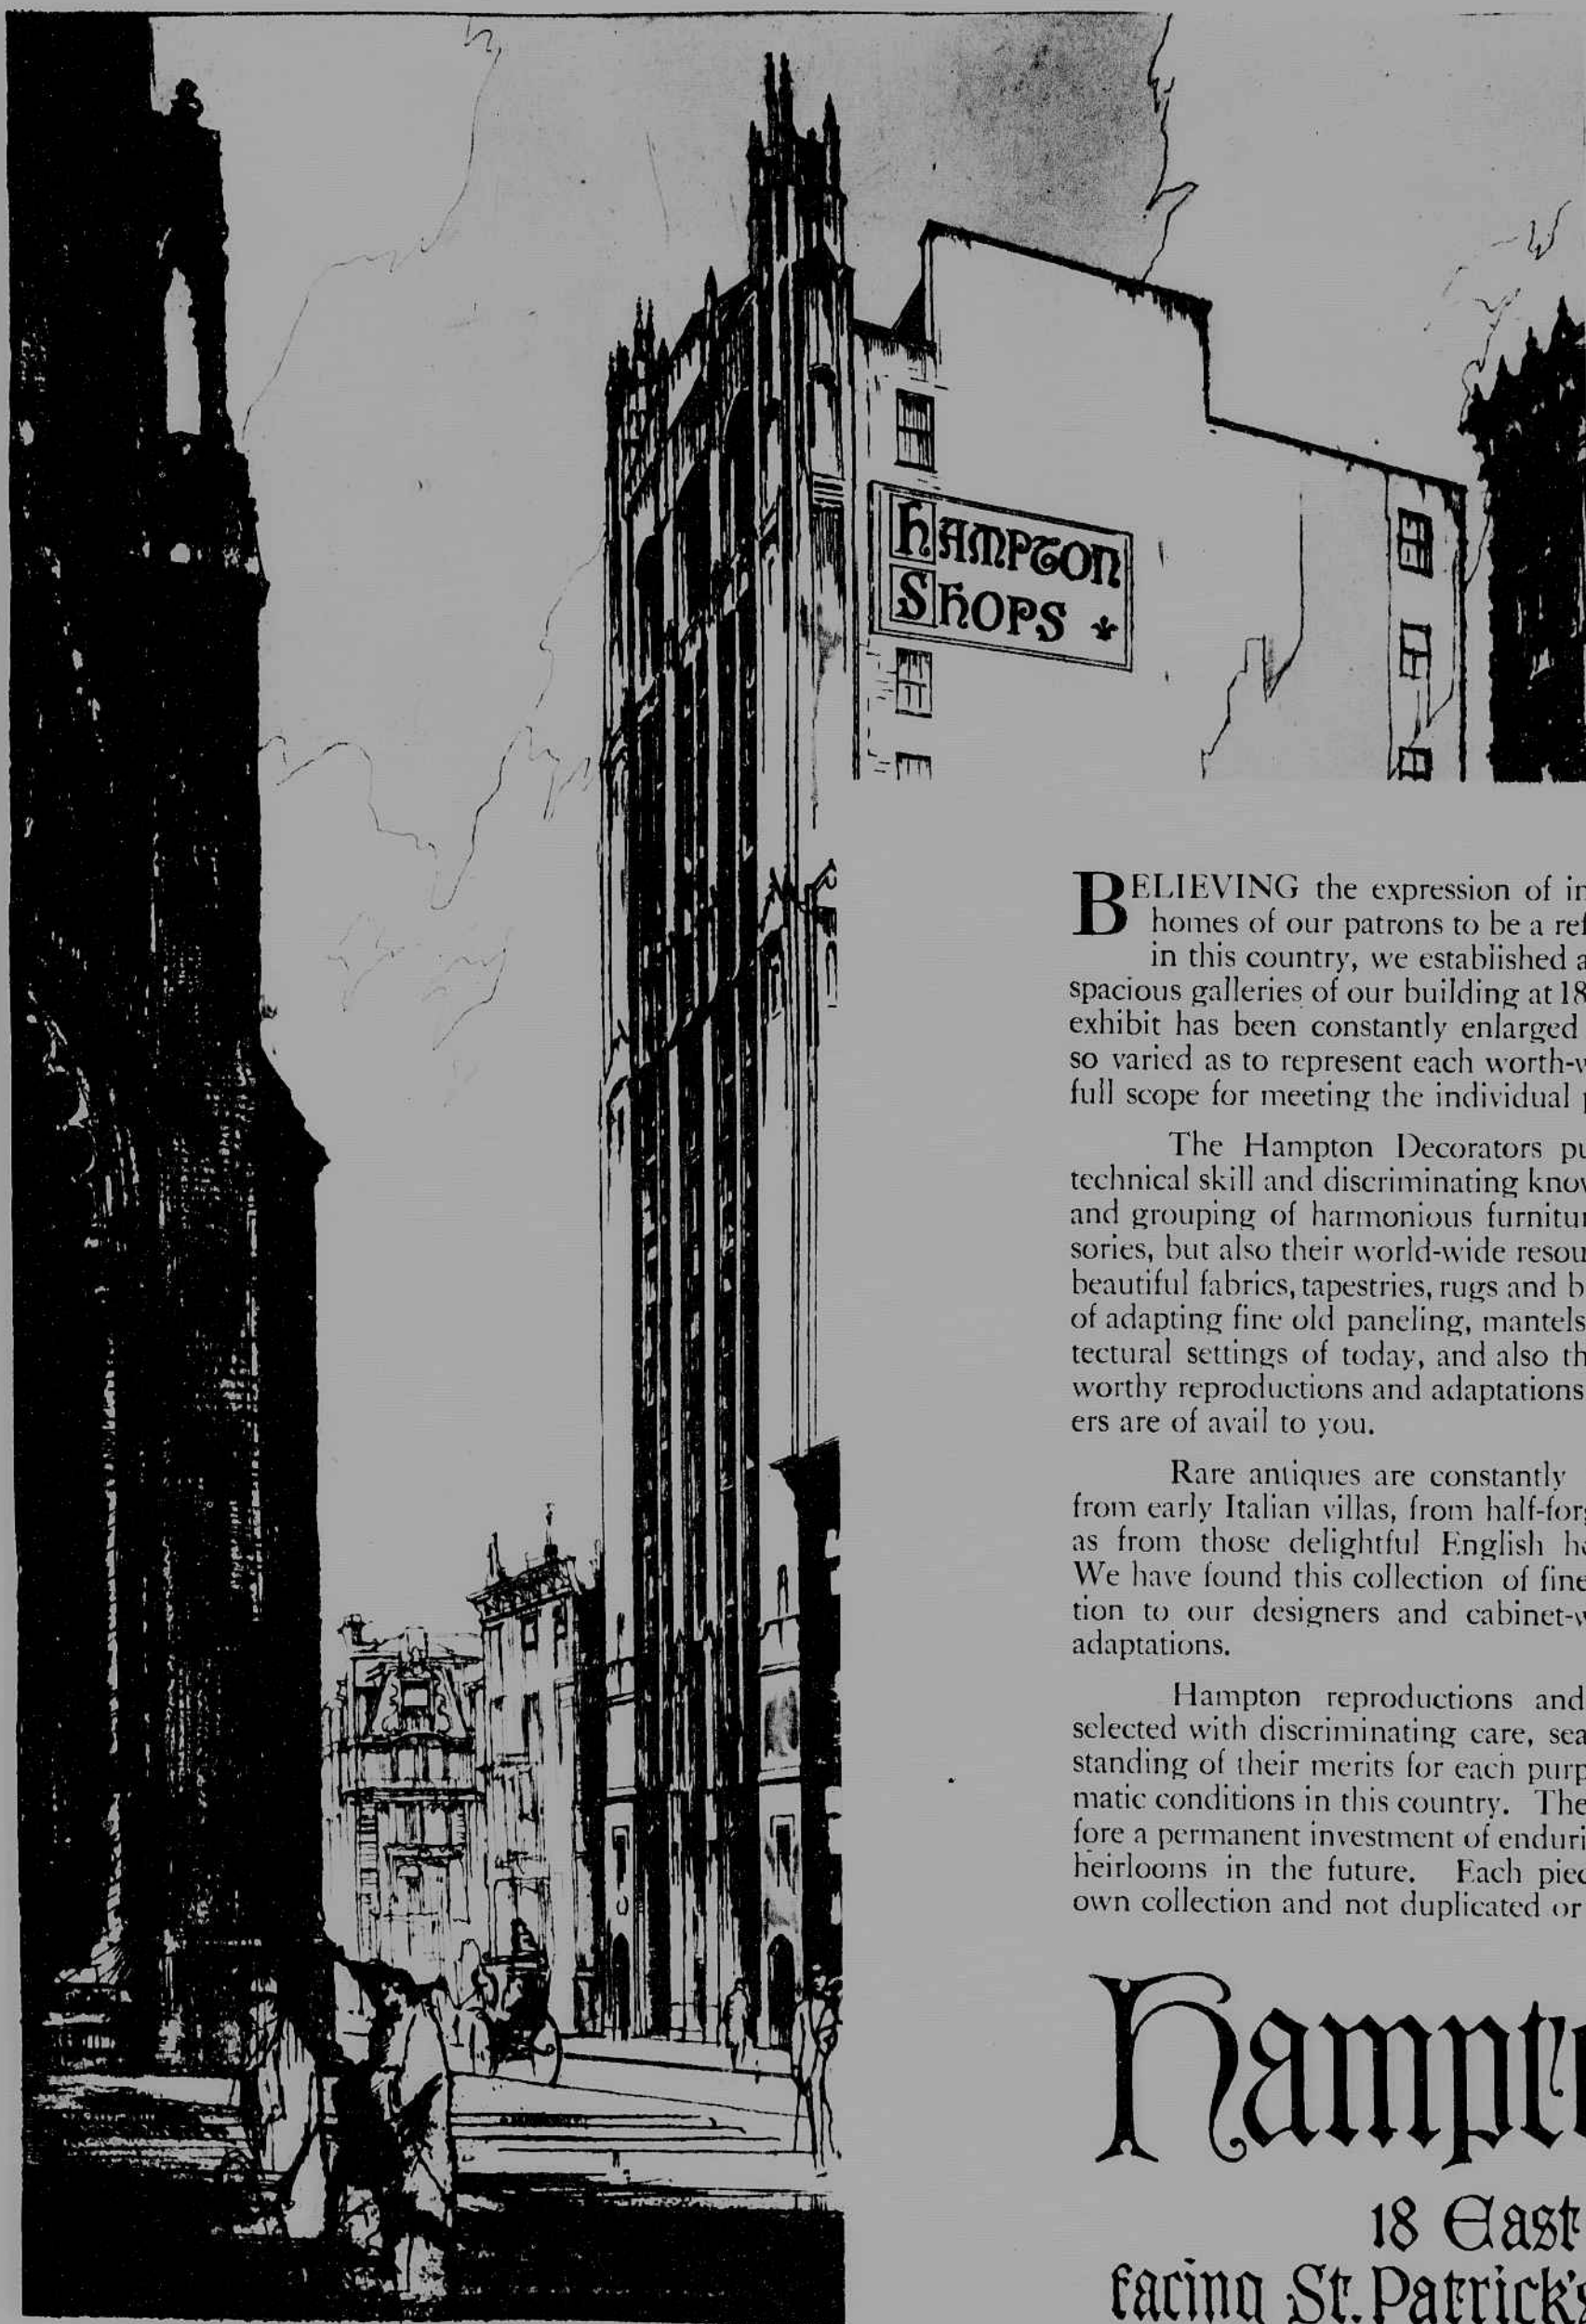 HAMPTON
SHOPS
BELIEVING the expression of in
homes of our patrons to be a ref
in this country, we established a
spacious galleries of our building at 18
exhibit has been constantly enlarged
so varied as to represent each worth-w
full scope for meeting the individual p
The Hampton Decorators pu
technical skill and discriminating know
and grouping of harmonious furnitur
sories, but also their world-wide resou
beautiful fabrics, tapestries, rugs and b
of adapting fine old paneling, mantels
tectural settings of today, and also th
worthy reproductions and adaptations
ers are of avail to you.
Rare antiques are constantly
from early Italian villas, from half-forg
as from those delightful English ho
We have found this collection of fine
tion to our designers and cabinet-w
adaptations.
Hampton reproductions and
selected with discriminating care, sea
standing of their merits for each purp
matic conditions in this country. The
fore a permanent investment of enduri
heirlooms in the future. Each piec
own collection and not duplicated or
Hampto
18 East
facing St. Patrick's